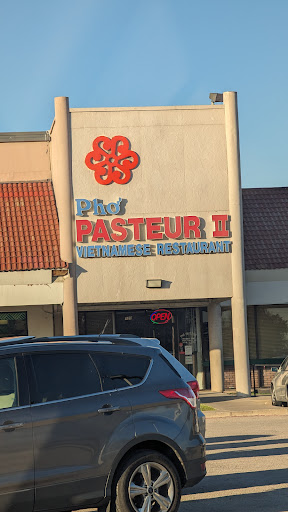 Phở
PASTEUR II
VIETNAMESE RESTAURANT
OPEN